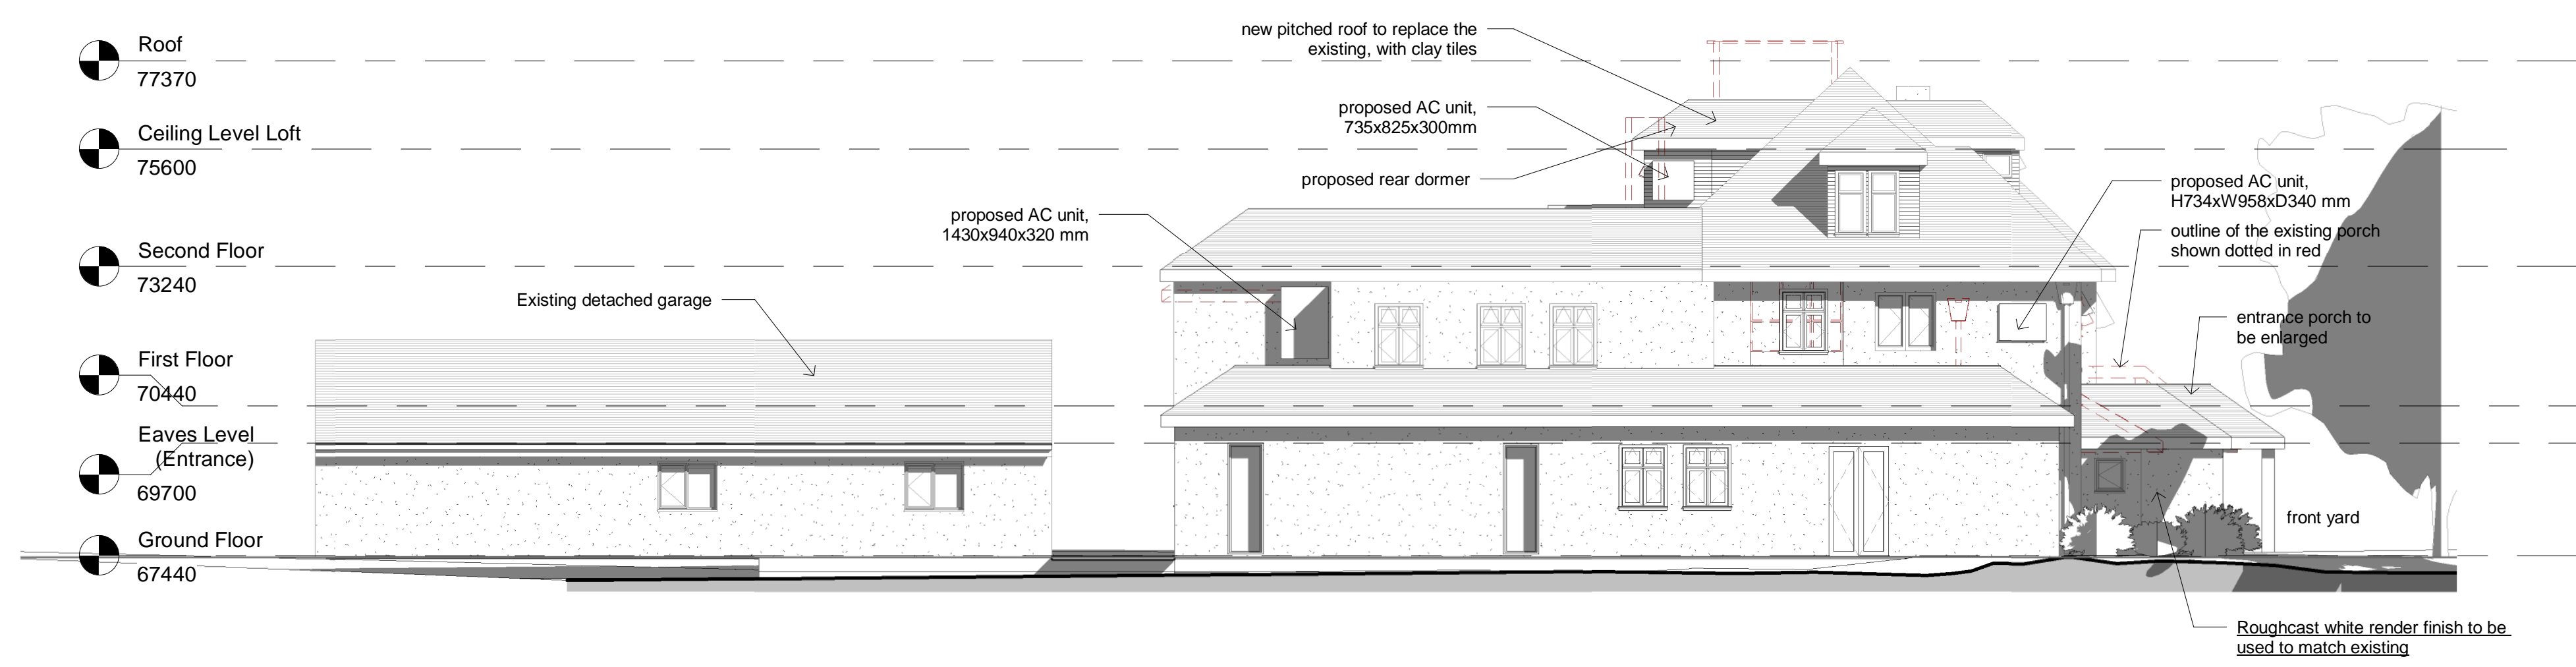 Roof
77370
Ceiling Level Loft
75600
Second Floor
73240
First Floor
70440
Eaves Level
(Entrance)
69700
Ground Floor
67440
new pitched roof to replace the
existing, with clay tiles
proposed AC unit,
735x825x300mm
proposed rear dormer
proposed AC unit,
1430x940x320 mm
Existing detached garage
proposed AC unit,
H734xW958xD340 mm
outline of the existing porch
shown dotted in red
entrance porch to
be enlarged
front yard
Roughcast white render finish to be
used to match existing